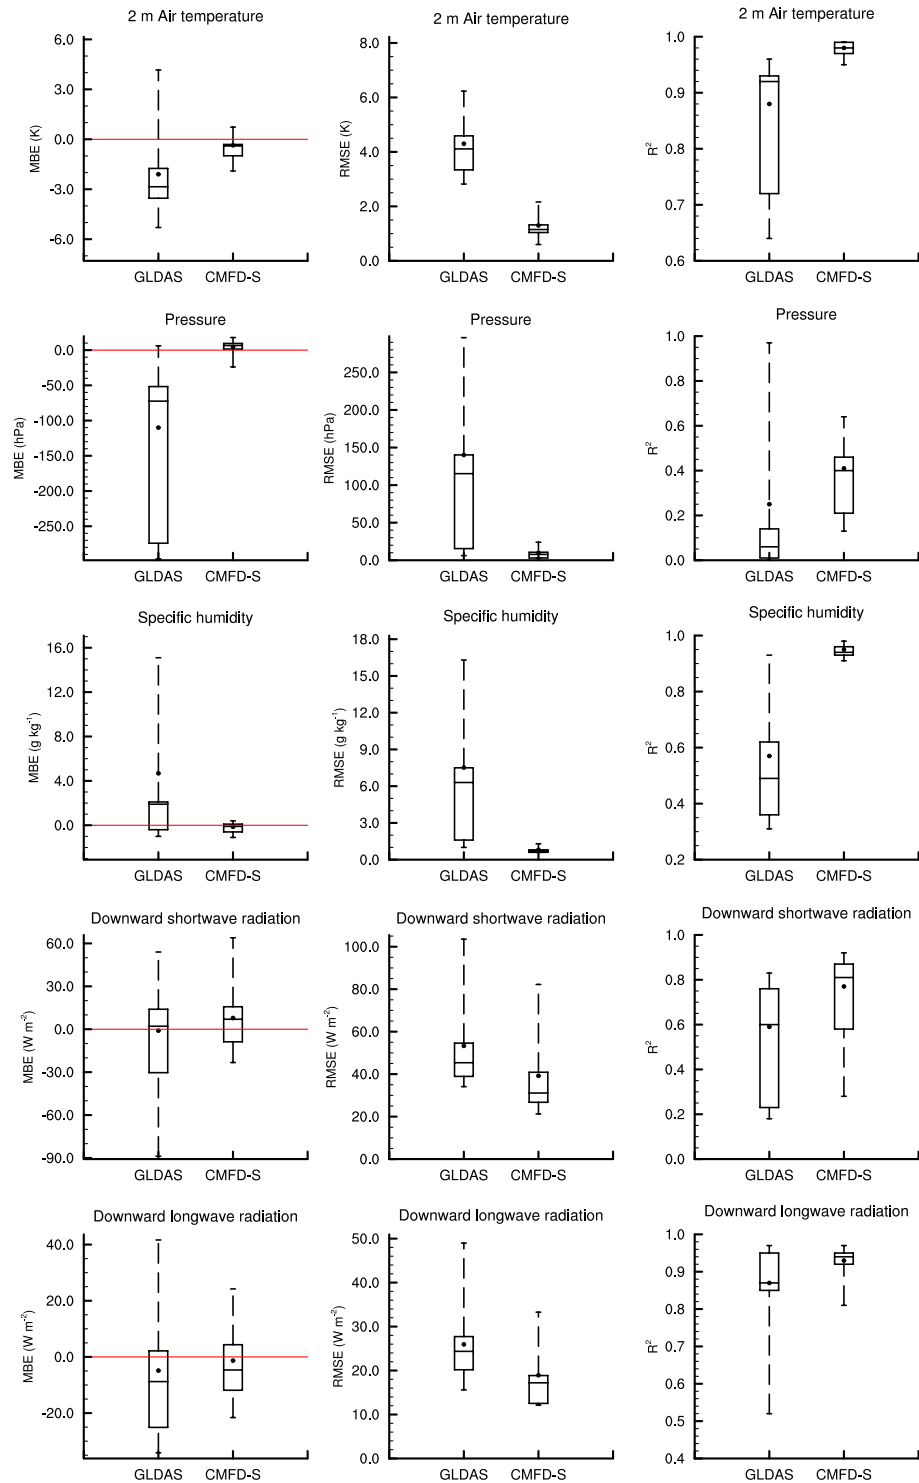 2 m Air temperature 2 m Air temperature 2 m Air temperature
MBE (K)
6.0
3.0
0.0
-3.0
-6.0
GLDAS CMFD-S
RMSE (K)
8.0
6.0
4.0
2.0
0.0
GLDAS CMFD-S
R²
1.0
0.9
0.8
0.7
0.6
GLDAS CMFD-S
Pressure Pressure Pressure
MBE (hPa)
0.0
-50.0
-100.0
-150.0
-200.0
-250.0
GLDAS CMFD-S
RMSE (hPa)
250.0
200.0
150.0
100.0
50.0
0.0
GLDAS CMFD-S
R²
1.0
0.8
0.6
0.4
0.2
0.0
GLDAS CMFD-S
Specific humidity Specific humidity Specific humidity
MBE (g kg⁻¹)
16.0
12.0
8.0
4.0
0.0
GLDAS CMFD-S
RMSE (g kg⁻¹)
18.0
15.0
12.0
9.0
6.0
3.0
0.0
GLDAS CMFD-S
R²
1.0
0.8
0.6
0.4
0.2
GLDAS CMFD-S
Downward shortwave radiation Downward shortwave radiation Downward shortwave radiation
MBE (W m⁻²)
60.0
30.0
0.0
-30.0
-60.0
-90.0
GLDAS CMFD-S
RMSE (W m⁻²)
100.0
80.0
60.0
40.0
20.0
0.0
GLDAS CMFD-S
R²
1.0
0.8
0.6
0.4
0.2
0.0
GLDAS CMFD-S
Downward longwave radiation Downward longwave radiation Downward longwave radiation
MBE (W m⁻²)
40.0
20.0
0.0
-20.0
GLDAS CMFD-S
RMSE (W m⁻²)
50.0
40.0
30.0
20.0
10.0
0.0
GLDAS CMFD-S
R²
1.0
0.9
0.8
0.7
0.6
0.5
0.4
GLDAS CMFD-S